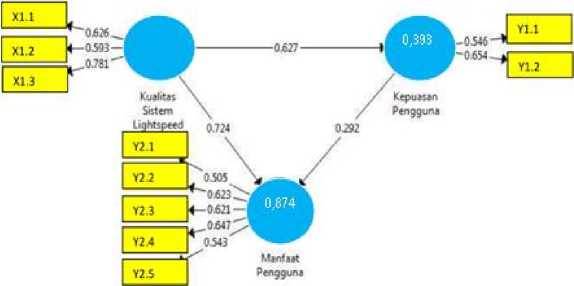 X1.1
X1.2
X1.3
0.626
0.593
0.781
Kualitas
Sistem
Lightspeed
0.627
0,393
Kepuasan
Pengguna
0.546
0.654
Y1.1
Y1.2
0.724
0.292
Y2.1
Y2.2
Y2.3
Y2.4
Y2.5
0.505
0.623
0.621
0.647
0.543
0,874
Manfaat
Pengguna